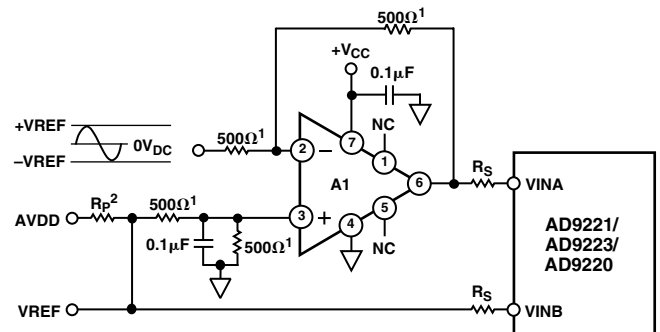 500Ω¹
+VCC
0.1µF
+VREF
0VDC
–VREF
500Ω¹
NC
2
–
7
1
A1
6
RS
VINA
AVDD
RP²
500Ω¹
3
+
5
4
NC
0.1µF
500Ω¹
AD9221/
AD9223/
AD9220
VREF
RS
VINB